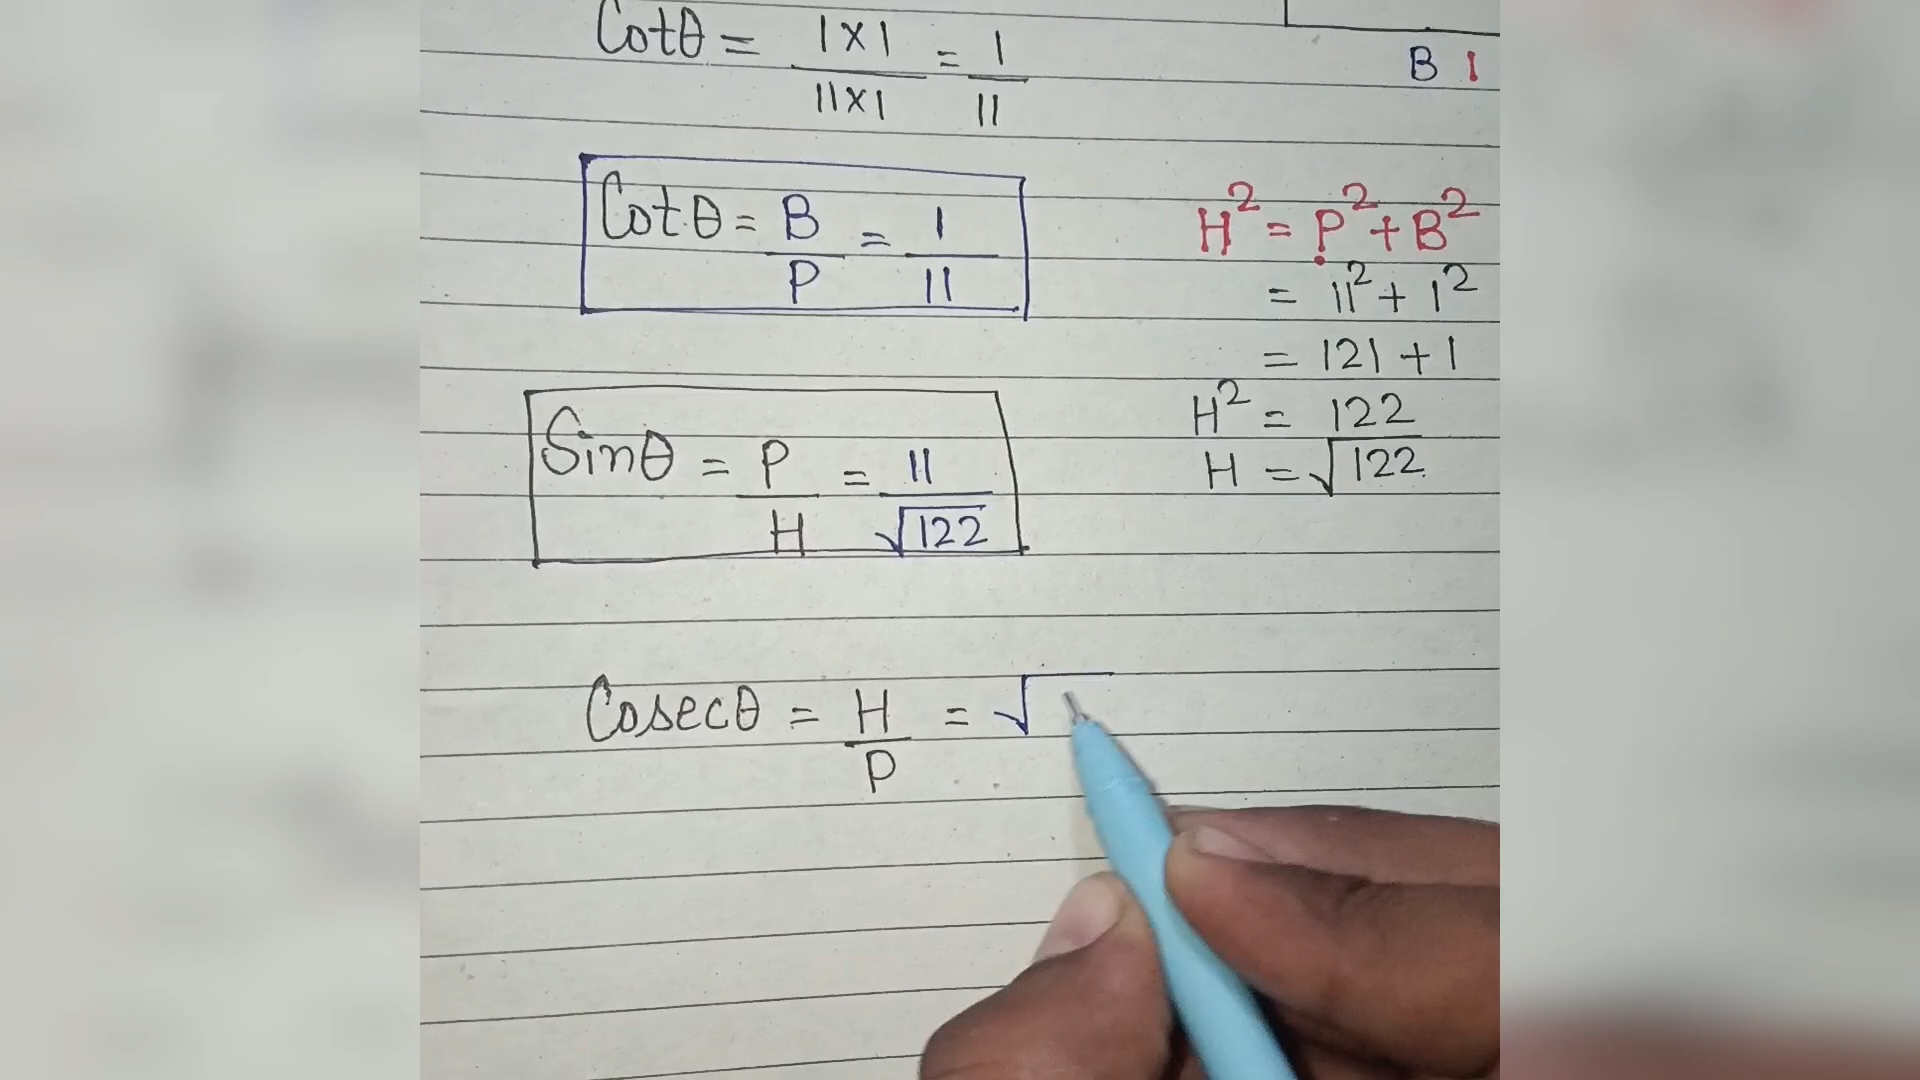 Cotθ = 1×1/11×1 = 1/11
B 1
Cotθ = B/P = 1/11
H² = P² + B²
= 11² + 1²
= 121 + 1
H² = 122
H = √122
Sinθ = P/H = 11/√122
Cosecθ = H/P = √